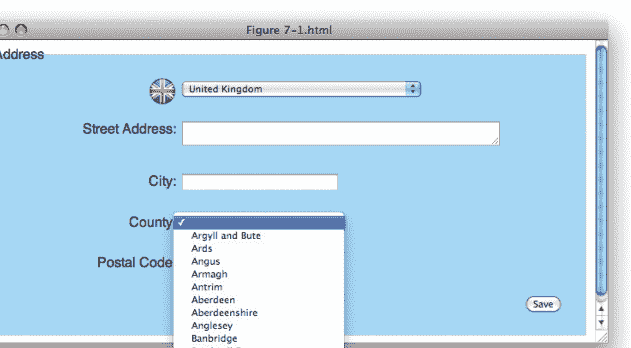 Figure 7-1.html
Address
United Kingdom
Street Address:
City:
County
Argyll and Bute
Ards
Angus
Armagh
Postal Code
Antrim
Aberdeen
Aberdeenshire
Save
Anglesey
Banbridge